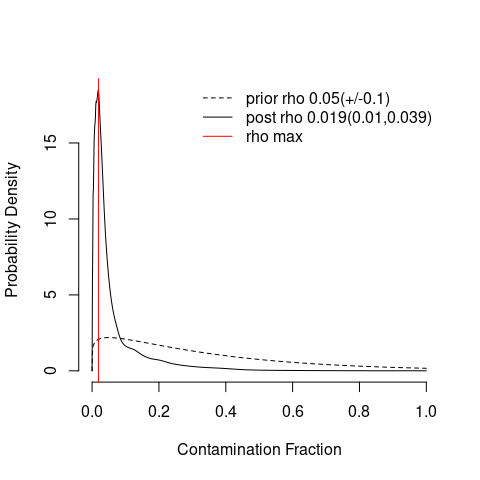 prior rho 0.05(+/-0.1)
post rho 0.019(0.01,0.039)
rho max
Probability Density
15
10
5
0
0.0 0.2 0.4 0.6 0.8 1.0
Contamination Fraction